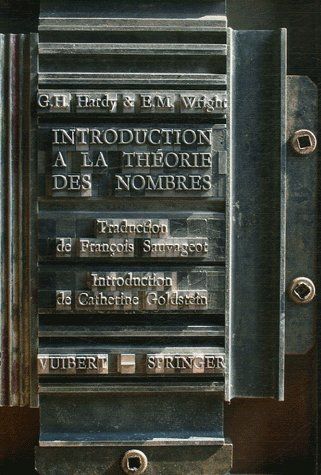 G.H. Hardy & E.M. Wright
INTRODUCTION
A LA THÉORIE
DES NOMBRES
Traduction
de François Sauvageot
Introduction
de Catherine Goldstein
VUIBERT — SPRINGER